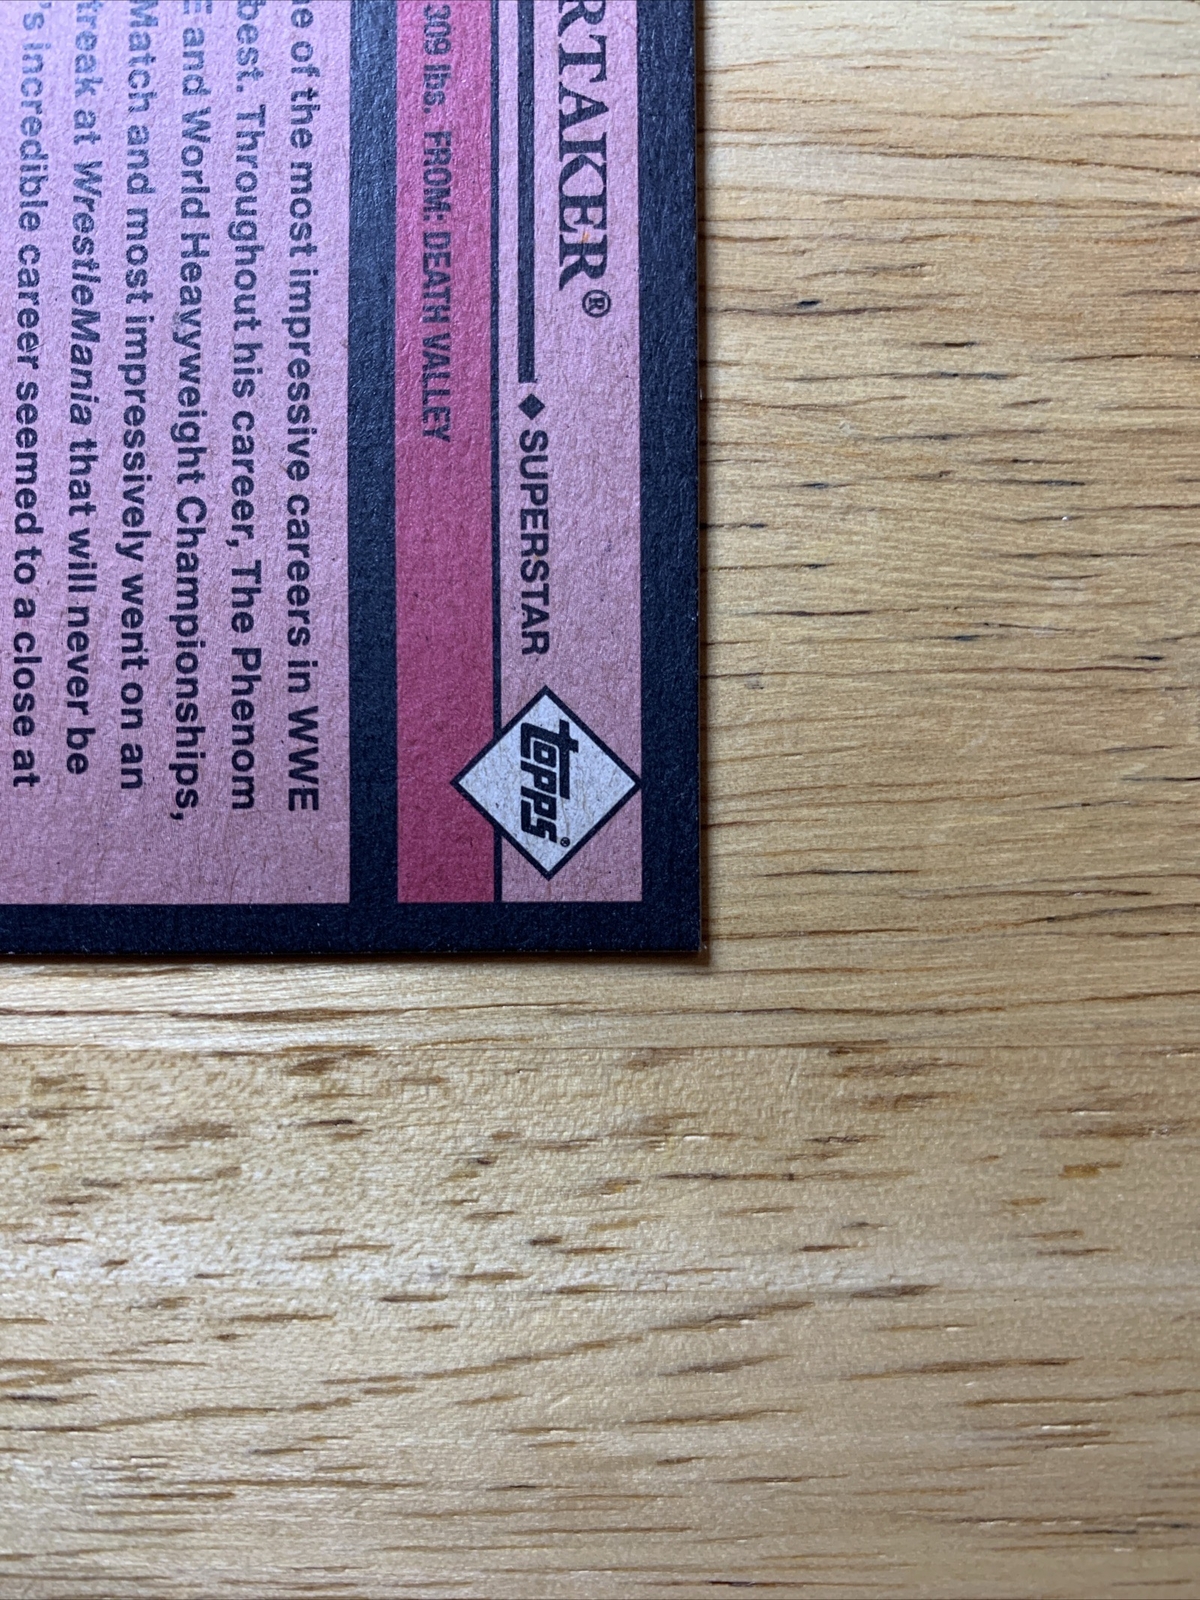 RTAKER®
◆SUPERSTAR
topps®
309 lbs. FROM: DEATH VALLEY
e of the most impressive careers in WWE
best. Throughout his career, The Phenom
E and World Heavyweight Championships,
Match and most impressively went on an
treak at WrestleMania that will never be
's incredible career seemed to a close at